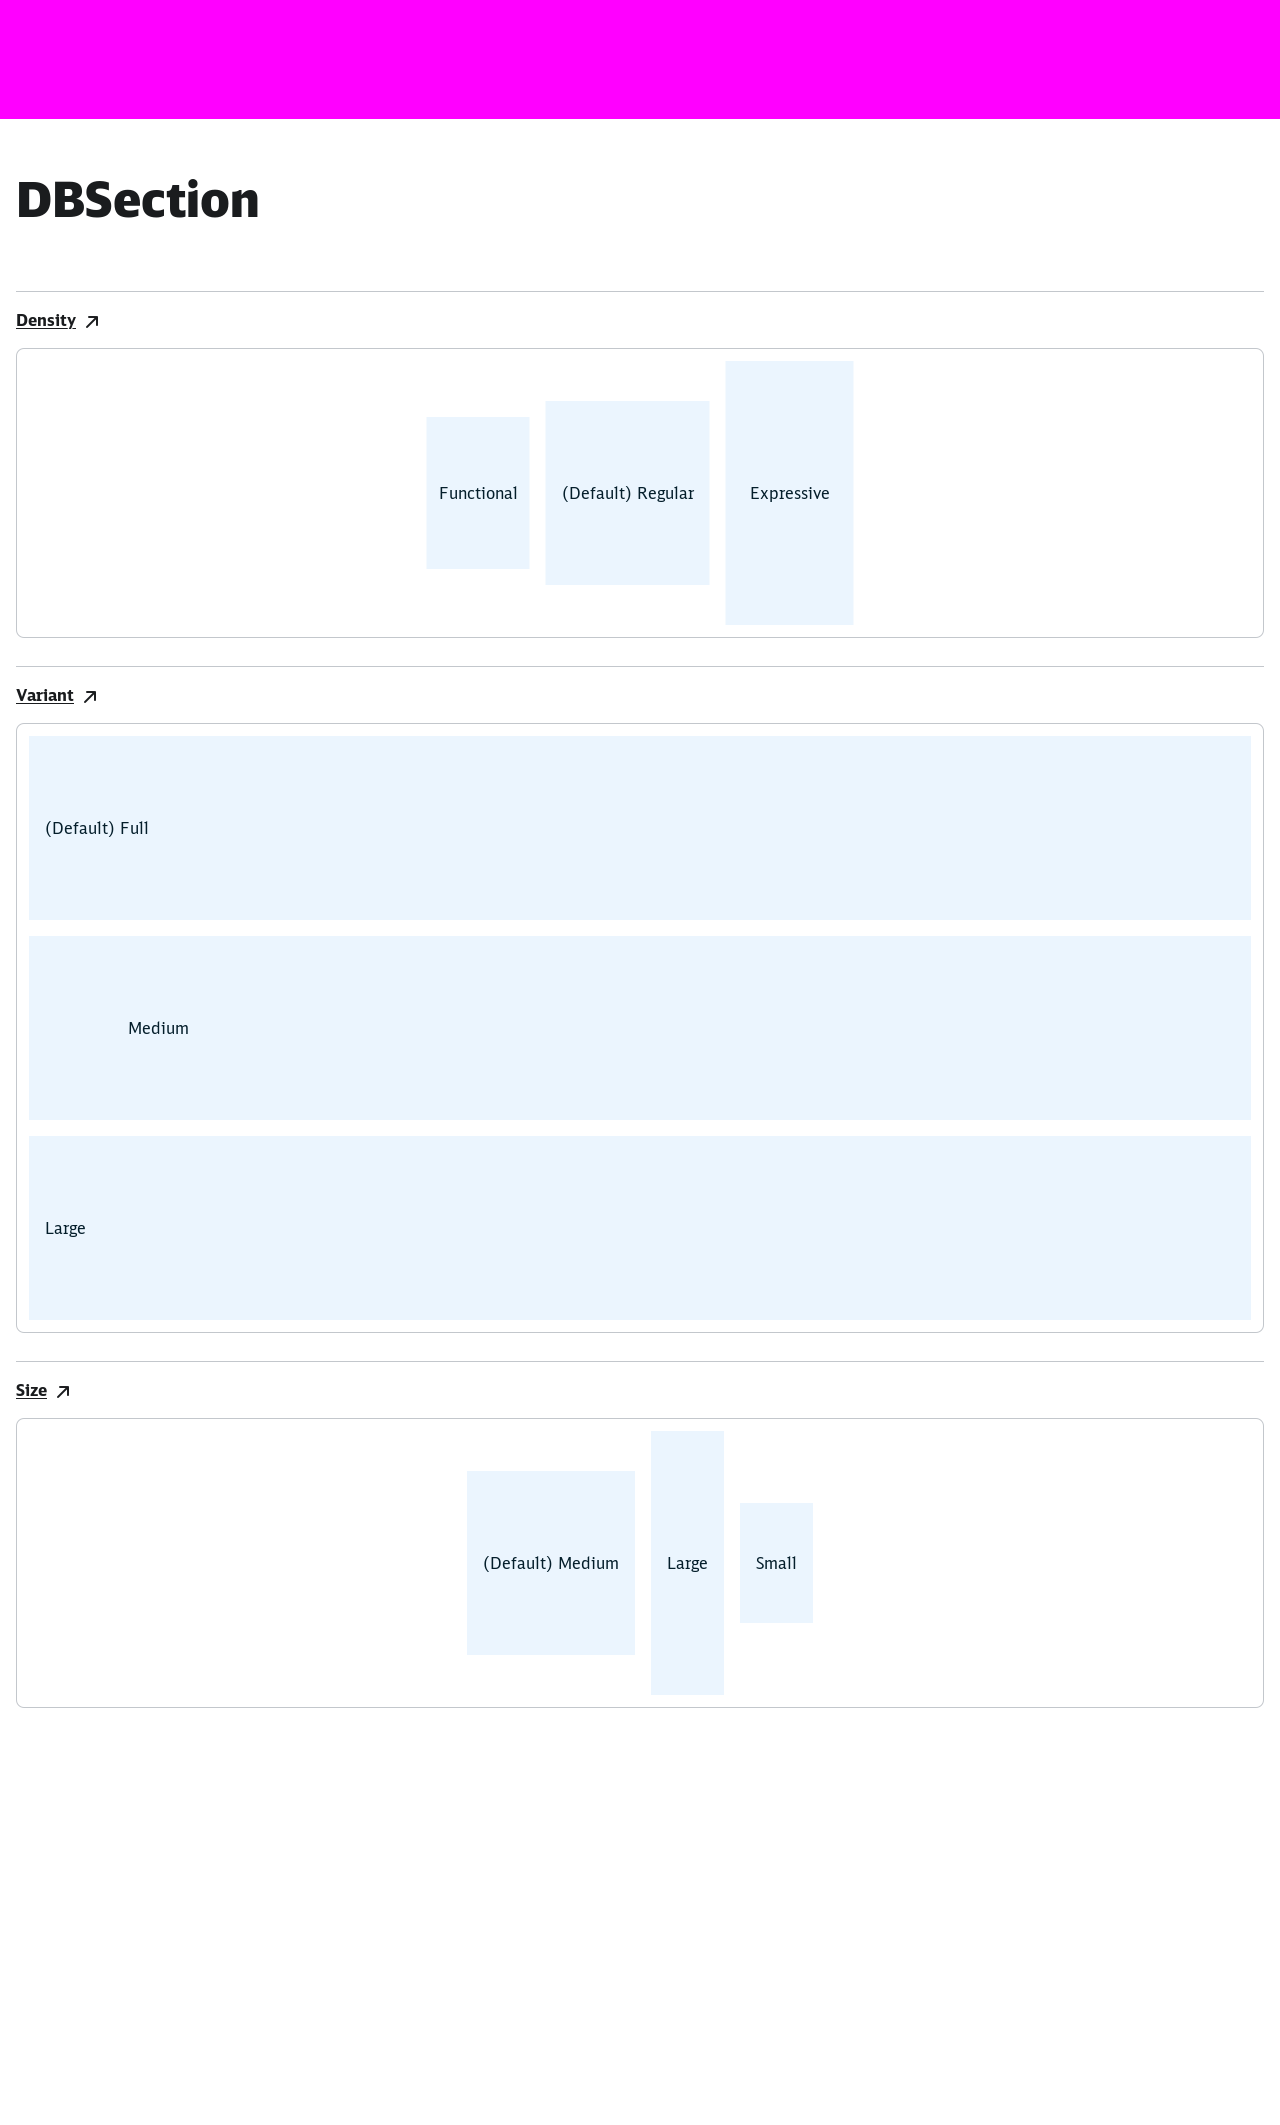 DBSection
Density
Functional
(Default) Regular
Expressive
Variant
(Default) Full
Medium
Large
Size
(Default) Medium
Large
Small